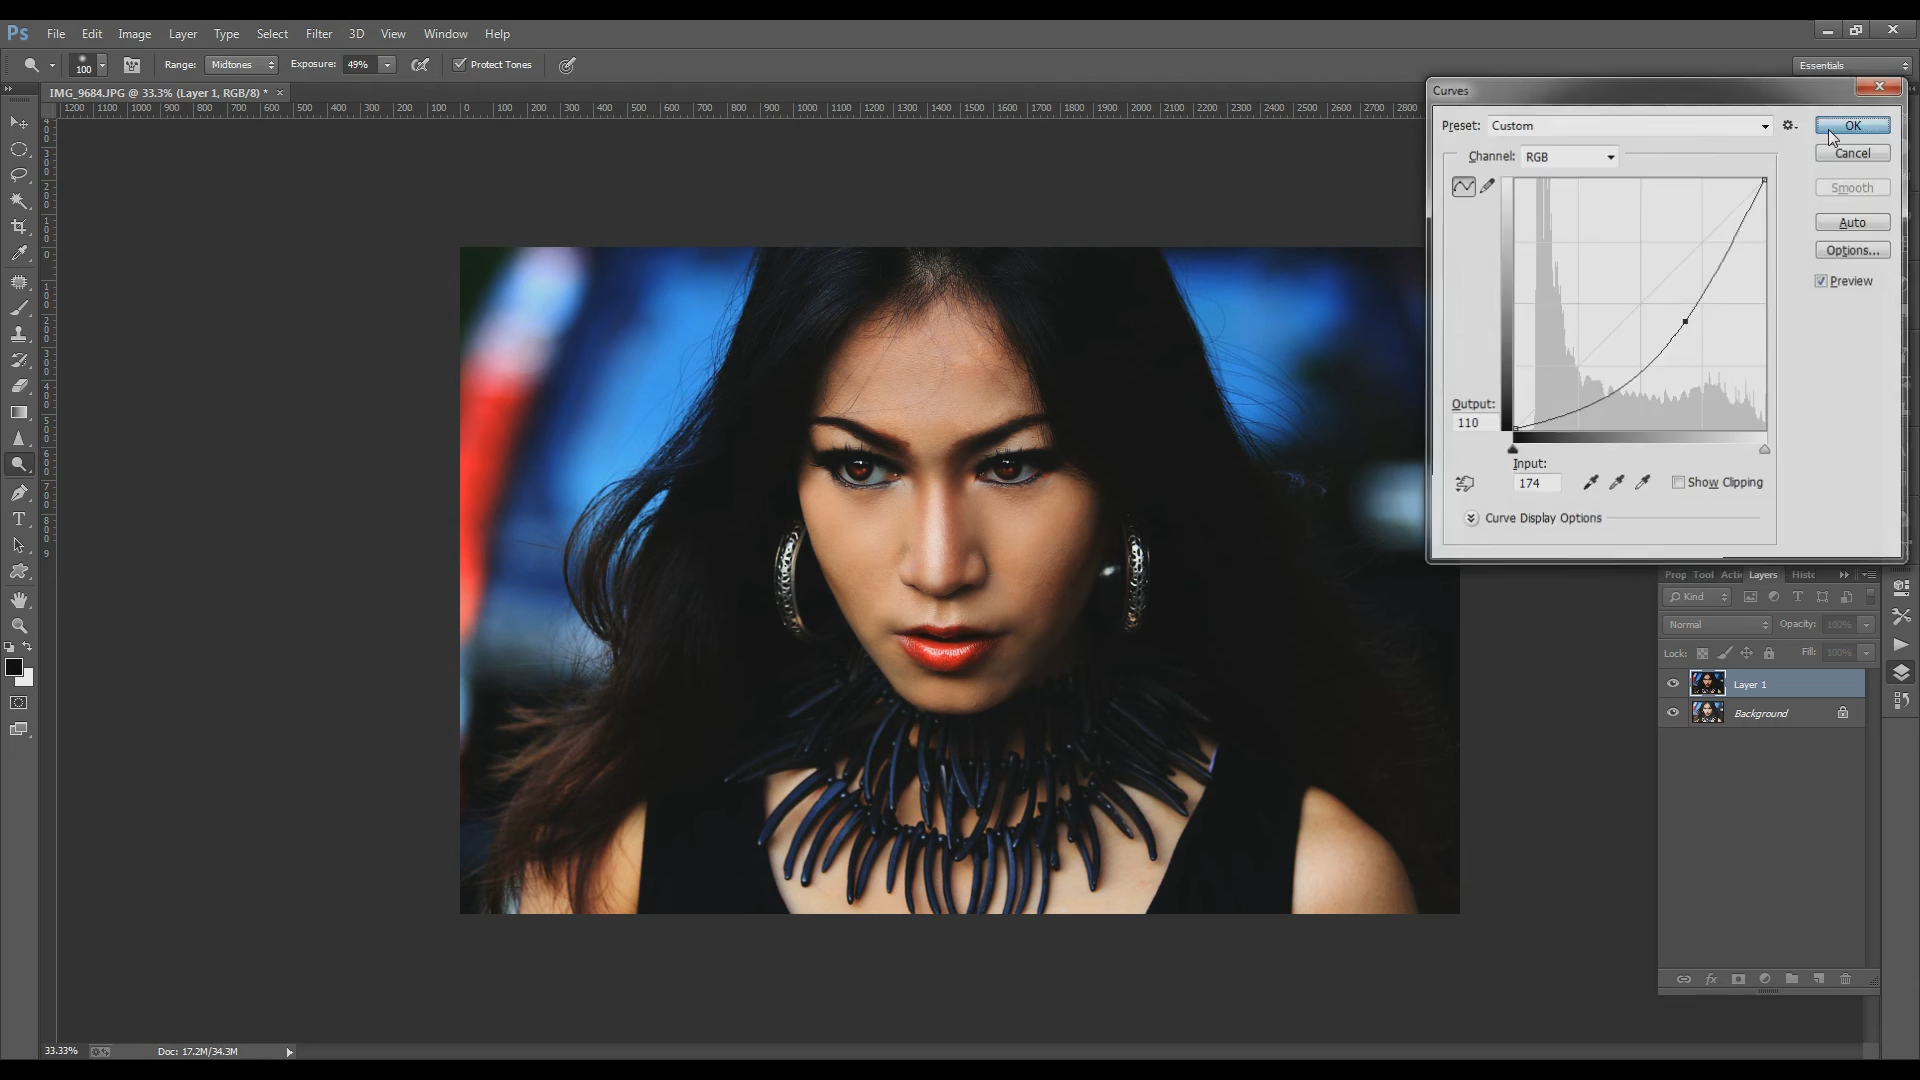 Ps File Edit Image Layer Type Select Filter 3D View Window Help
100 Range: Midtones Exposure: 49% Protect Tones Essentials
IMG_9684.JPG @ 33.3% (Layer 1, RGB/8) * ×
1200 1100 1000 900 800 700 600 500 400 300 200 100 0 100 200 300 400 500 600 700 800 900 1000 1100 1200 1300 1400 1500 1600 1700 1800 1900 2000 2100 2200 2300 2400 2500 2600 2700 2800
Curves
Preset: Custom
OK
Channel: RGB
Cancel
Smooth
Auto
Options...
Preview
Output:
110
Input:
174
Show Clipping
Curve Display Options
Prop Tool Acti Layers Histo
Kind
Normal Opacity: 100%
Lock: Fill: 100%
Layer 1
Background
33.33% Doc: 17.2M/34.3M